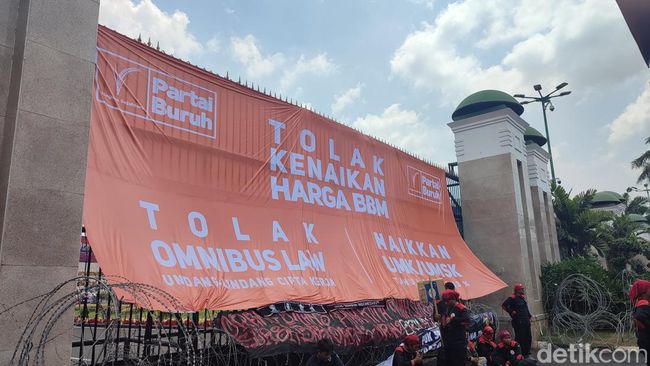 Partai
Buruh
TOLAK
KENAIKAN
HARGA BBM
Partai
Buruh
TOLAK
OMNIBUS LAW
UNDANG-UNDANG CIPTA KERJA
NAIKKAN
UMK/UMSK
detikcom